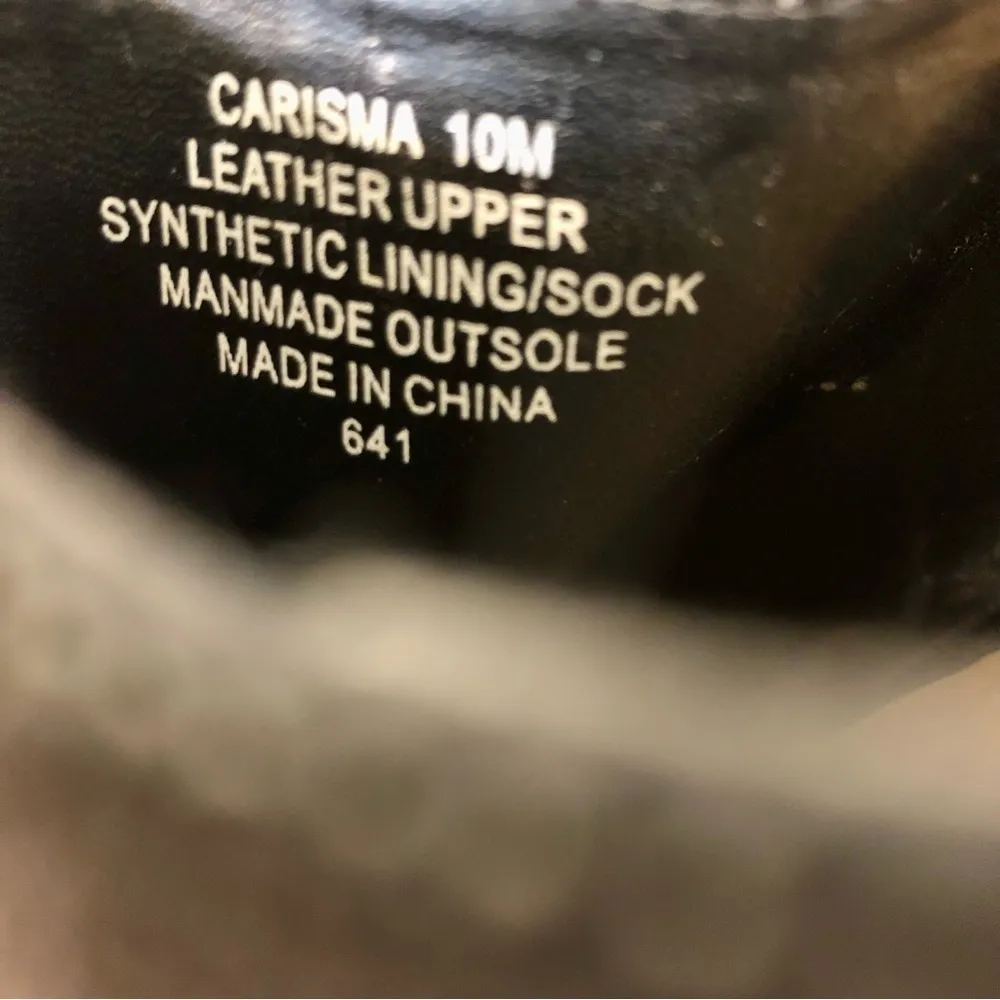 CARISMA 10M
LEATHER UPPER
SYNTHETIC LINING/SOCK
MANMADE OUTSOLE
MADE IN CHINA
641